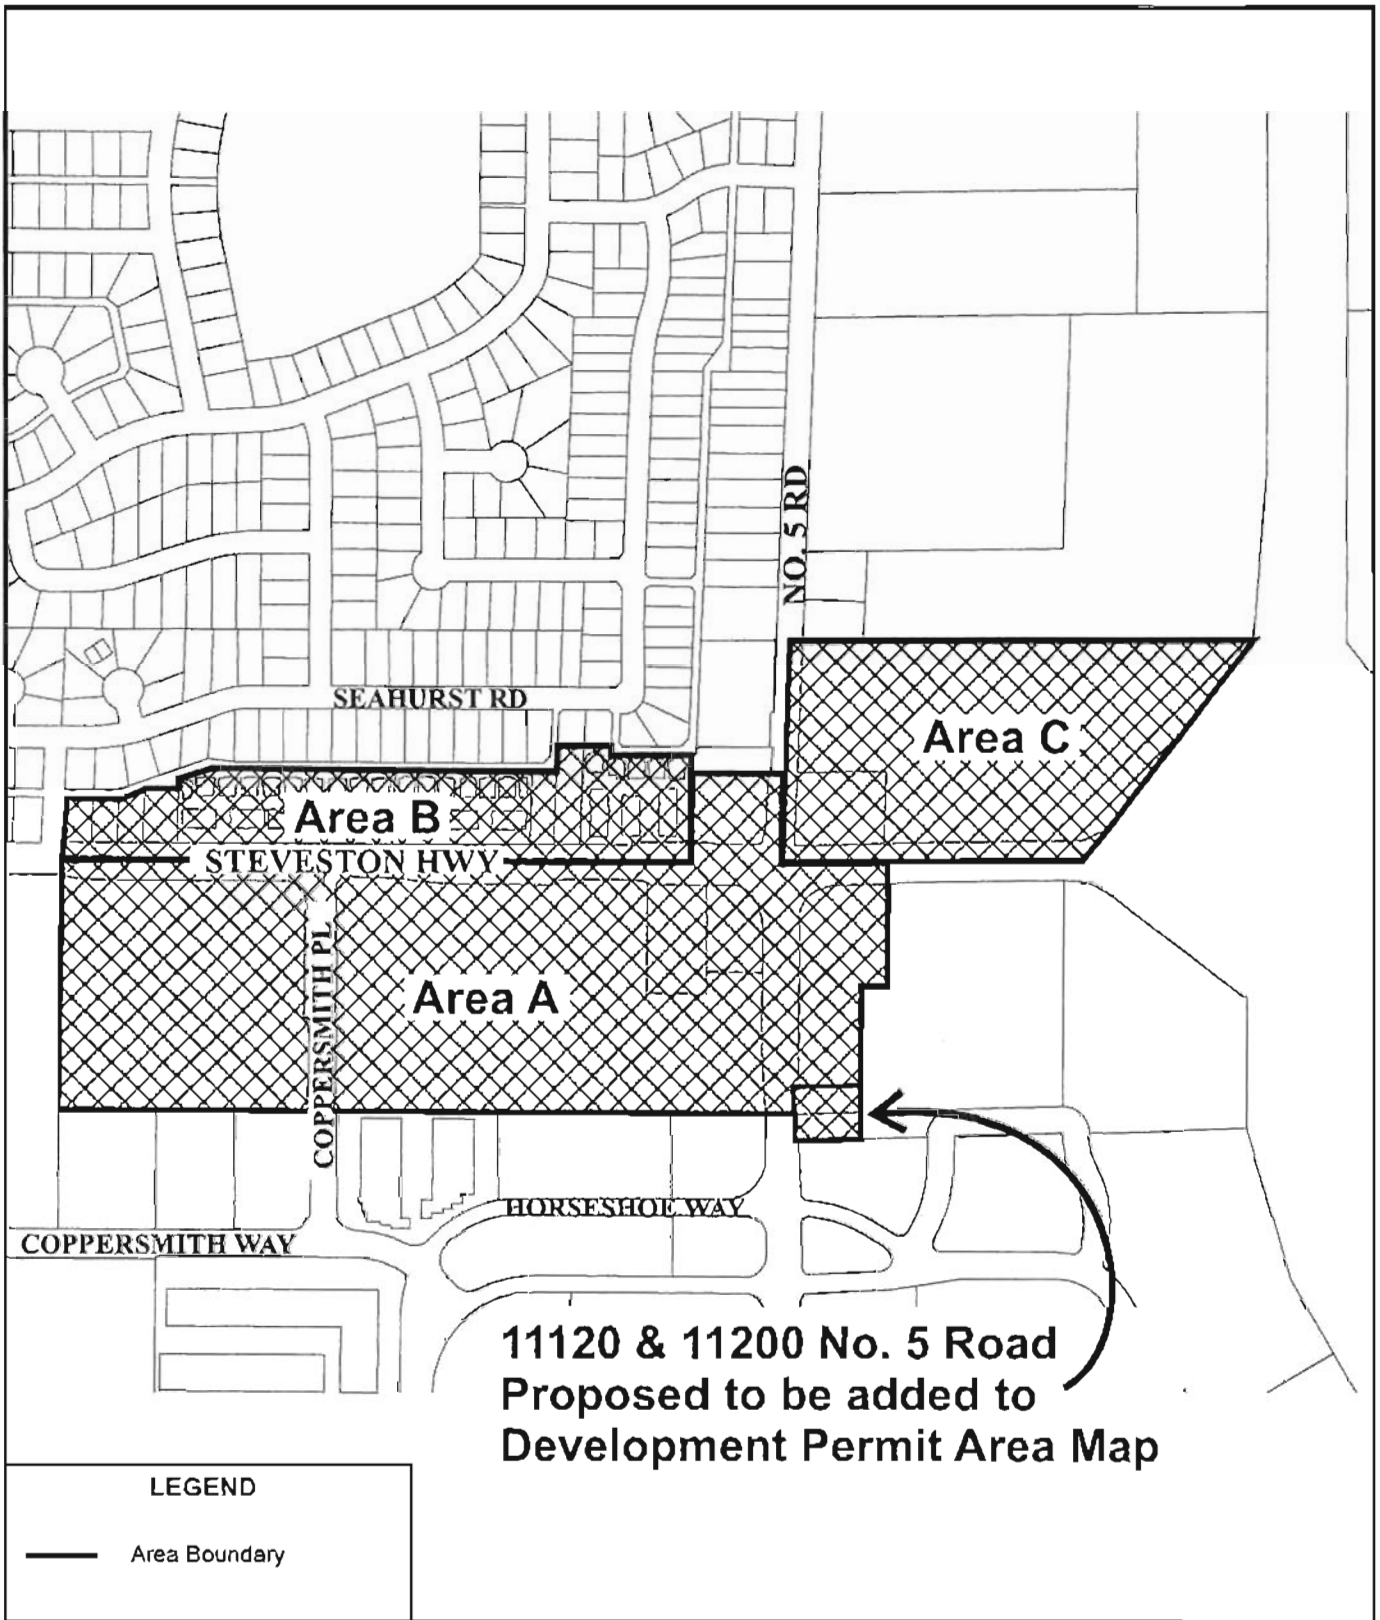 NO. 5 RD
SEAHURST RD
Area C
Area B
STEVESTON HWY
COPPERSMITH PL
Area A
HORSESHOE WAY
COPPERSMITH WAY
11120 & 11200 No. 5 Road
Proposed to be added to
Development Permit Area Map
LEGEND
Area Boundary